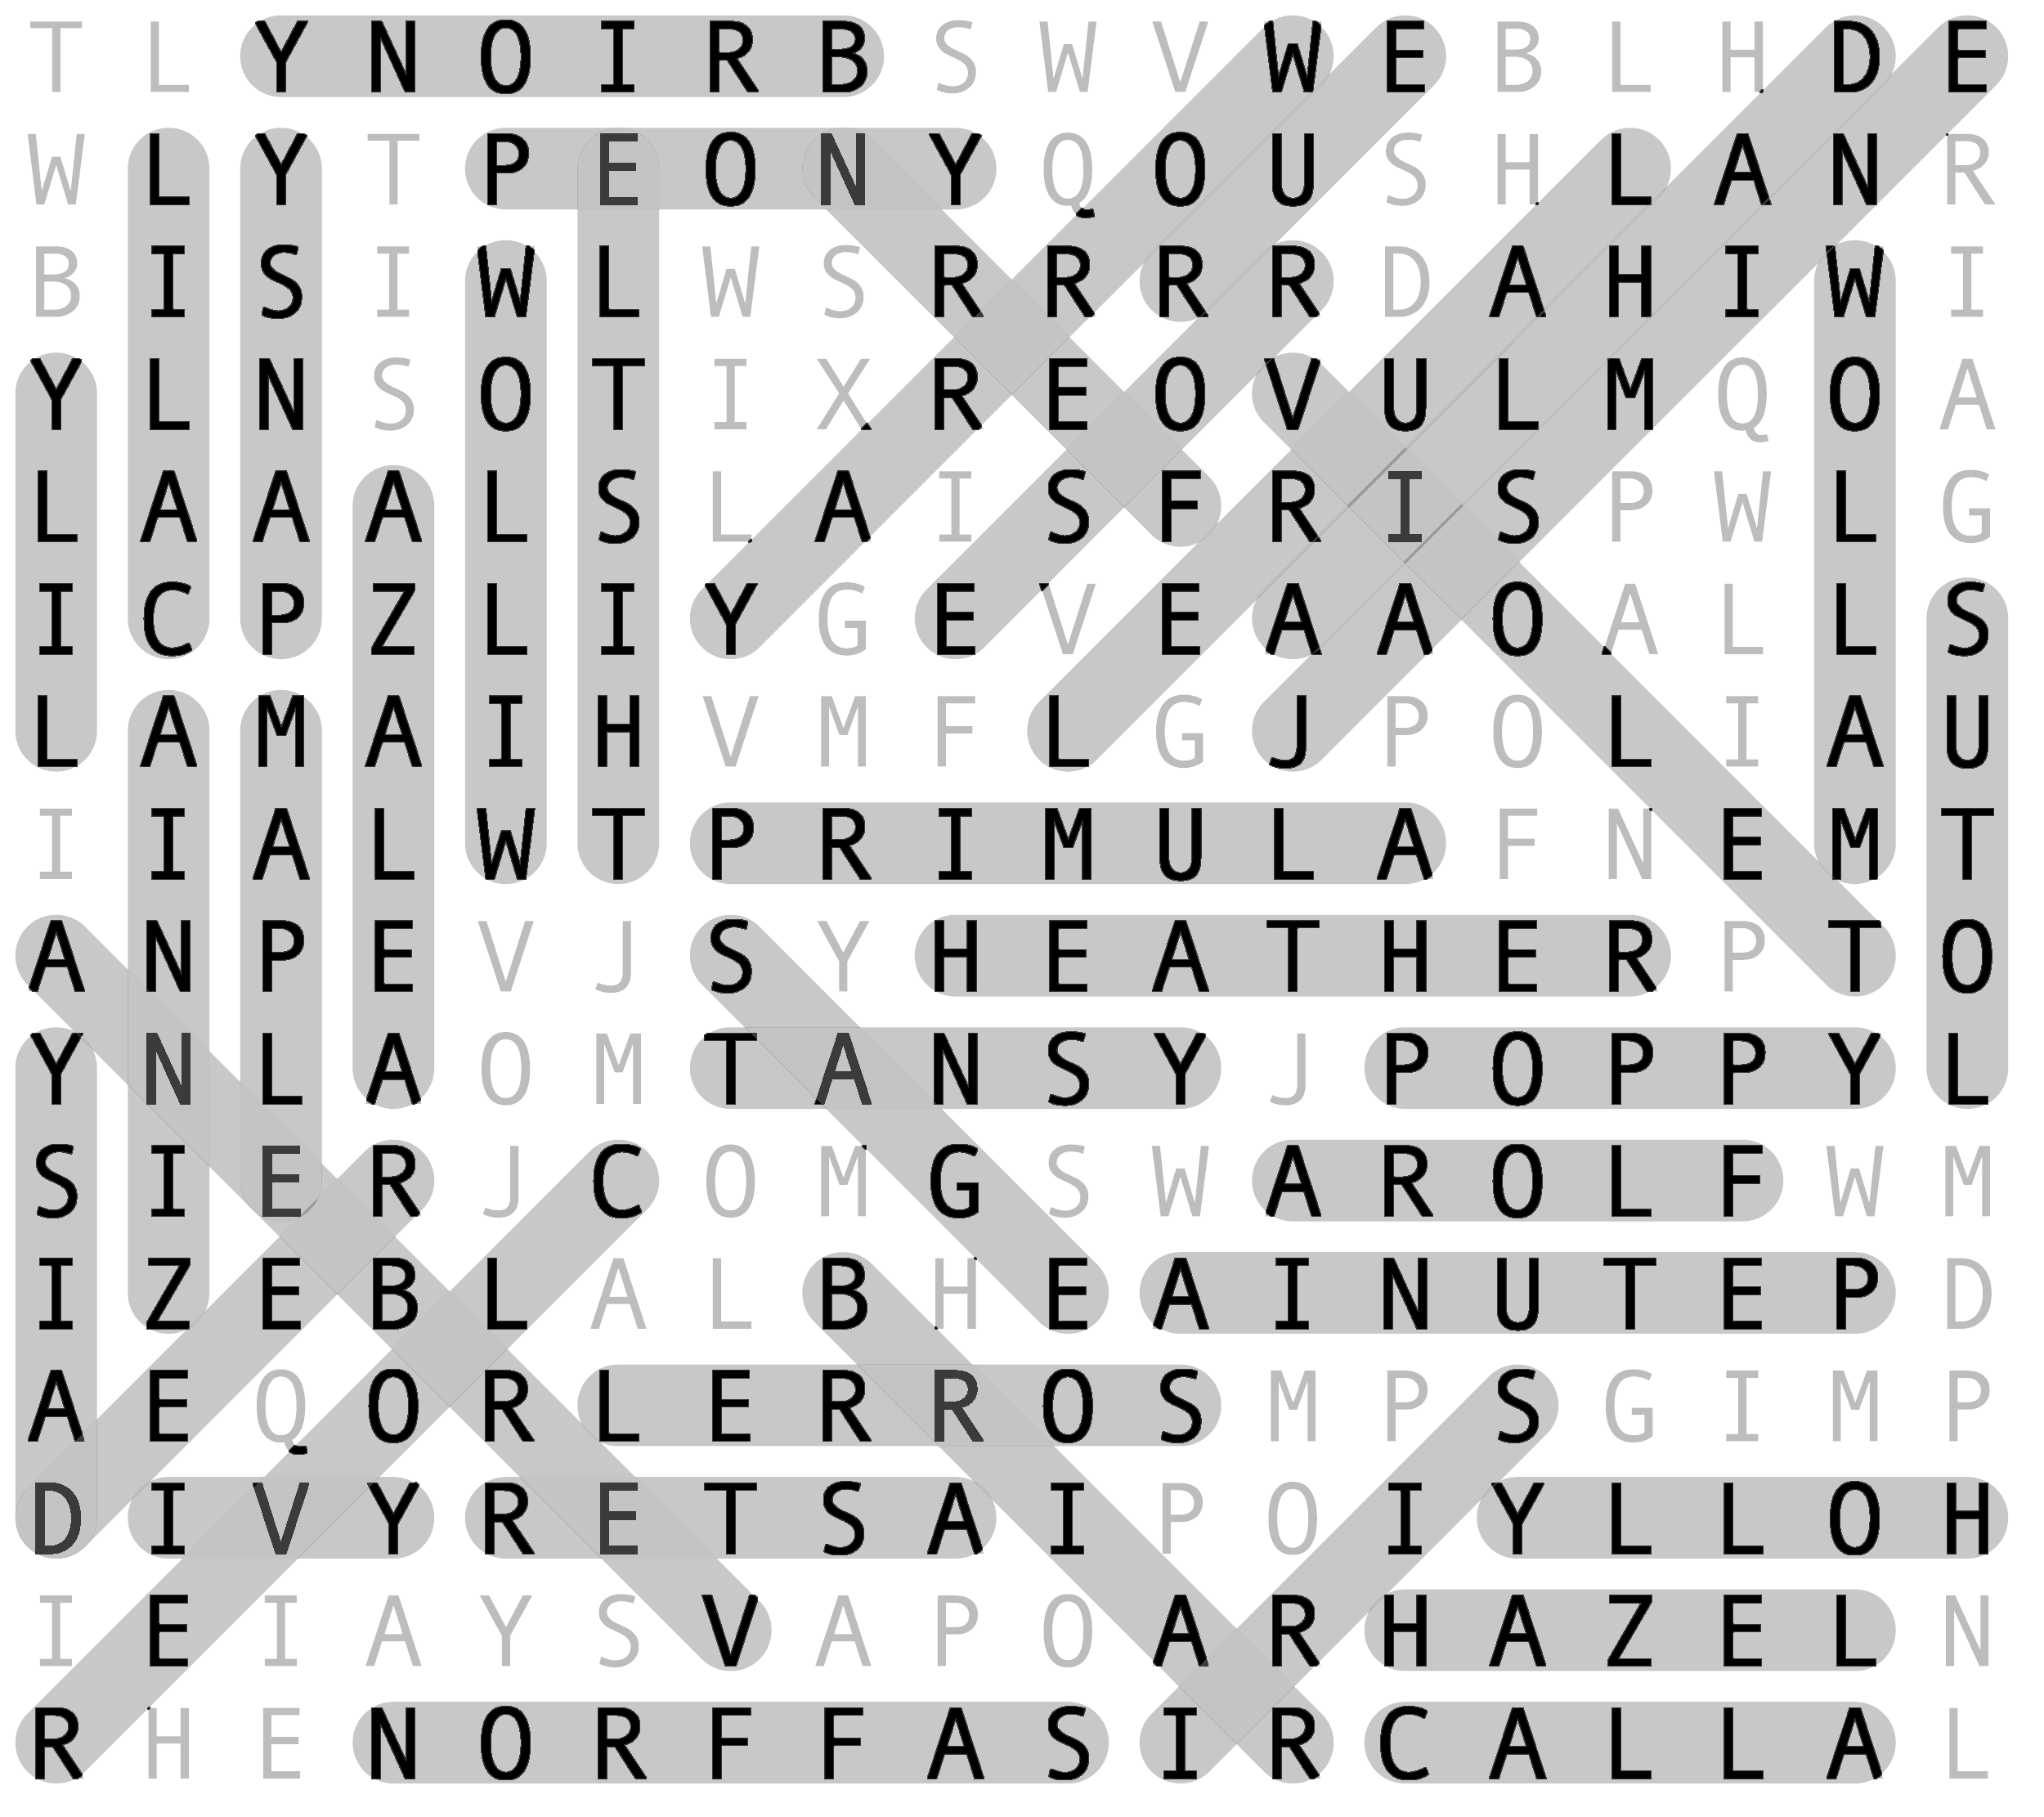 T L Y N O I R B S W V W E B L H D E
W L Y T P E O N Y Q O U S H L A N R
B I S I W L W S R R R R D A H I W I
Y L N S O T I X R E O V U L M Q O A
L A A A L S L A I S F R I S P W L G
I C P Z L I Y G E V E A A O A L L S
L A M A I H V M F L G J P O L I A U
I I A L W T P R I M U L A F N E M T
A N P E V J S Y H E A T H E R P T O
Y N L A O M T A N S Y J P O P P Y L
S I E R J C O M G S W A R O L F W M
I Z E B L A L B H E A I N U T E P D
A E Q O R L E R R O S M P S G I M P
D I V Y R E T S A I P O I Y L L O H
I E I A Y S V A P O A R H A Z E L N
R H E N O R F F A S I R C A L L A L